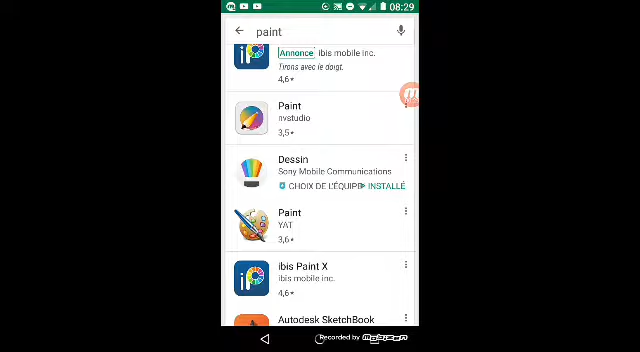 08:29
paint
Annonce ibis mobile inc.
Tirons avec le doigt.
4,6★
Paint
nvstudio
3,5★
Dessin
Sony Mobile Communications
CHOIX DE L'ÉQUIPE INSTALLÉ
Paint
YAT
3,6★
ibis Paint X
ibis mobile inc.
4,6★
Autodesk SketchBook
Recorded by mobizen